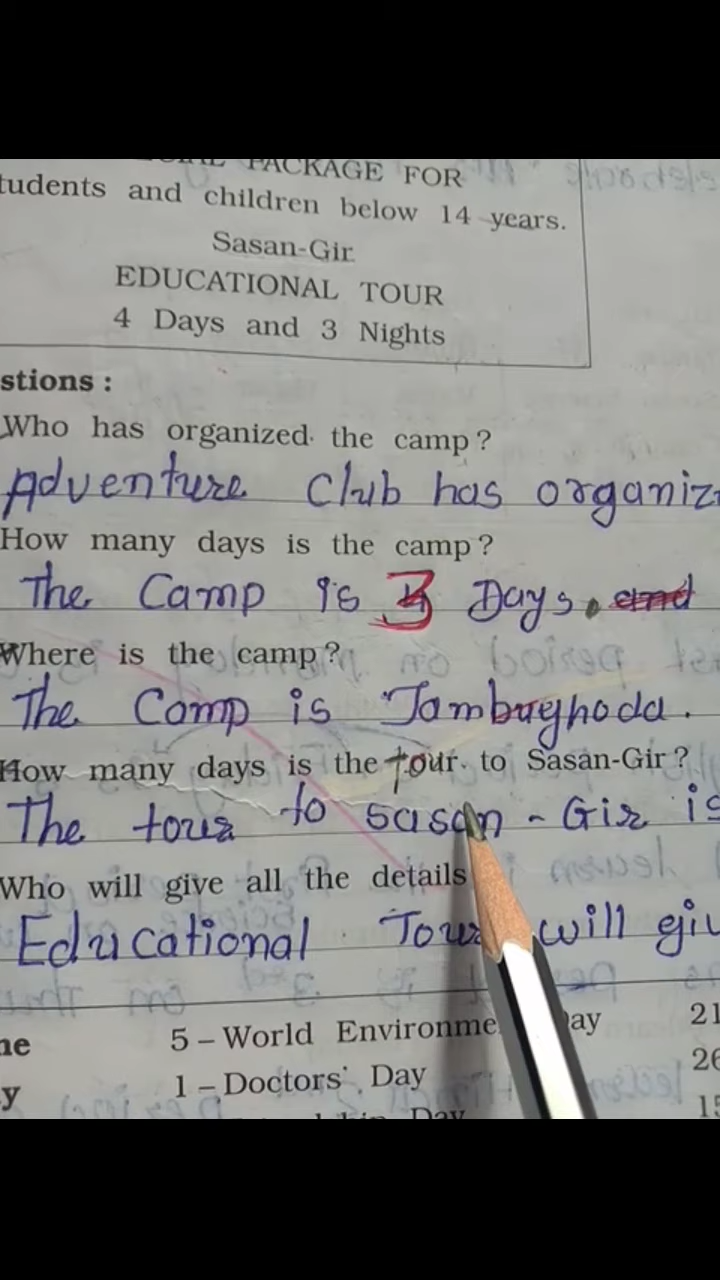 PACKAGE FOR
tudents and children below 14 years.
Sasan-Gir
EDUCATIONAL TOUR
4 Days and 3 Nights
stions :
Who has organized the camp?
Adventure Club has organiz
How many days is the camp?
The Camp is 3 Days. and
Where is the camp?
The Camp is Jambughoda.
How many days is the tour to Sasan-Gir?
The tour to Sasan - Gir is
Who will give all the details
Educational Tour will giv
ne
5 – World Environme Day
21
y
1 – Doctors' Day
26
Day
15